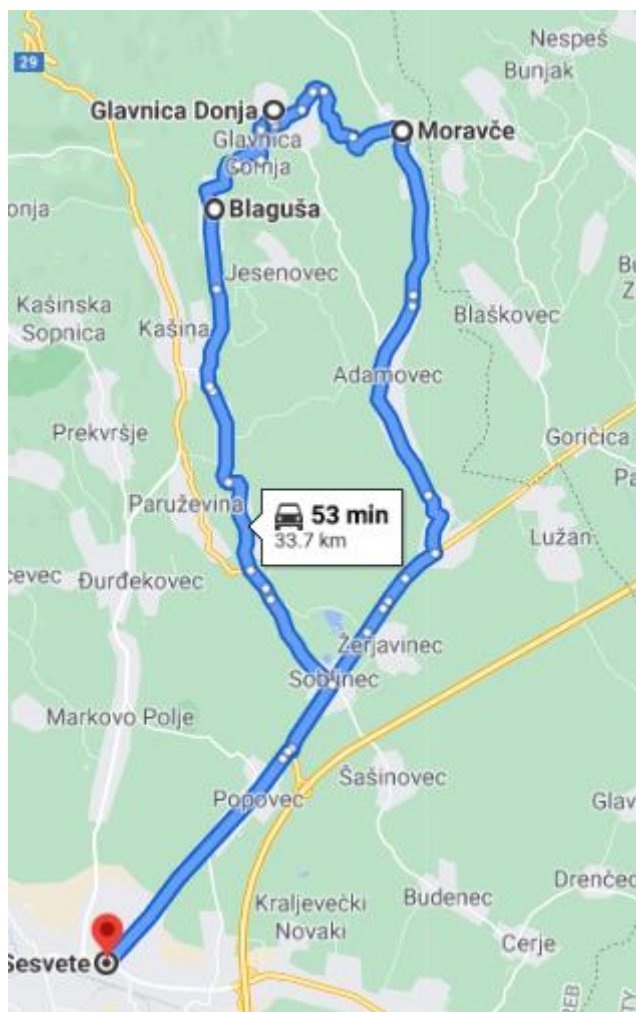 Nespeš
29
Bunjak
Glavnica Donja
Moravče
Glavnica
Gornja
Blaguša
onja
Jesenovec
Kašinska
Sopnica
Kašina
Blaškovec
Adamovec
Prekvršje
Goričica
Paruževina
53 min
33.7 km
Lužan
Đurđekovec
Žerjavinec
Soblinec
Markovo Polje
Šašinovec
Popovec
Glav
Drenčec
Budenec
Kraljevečki
Novaki
Cerje
Sesvete